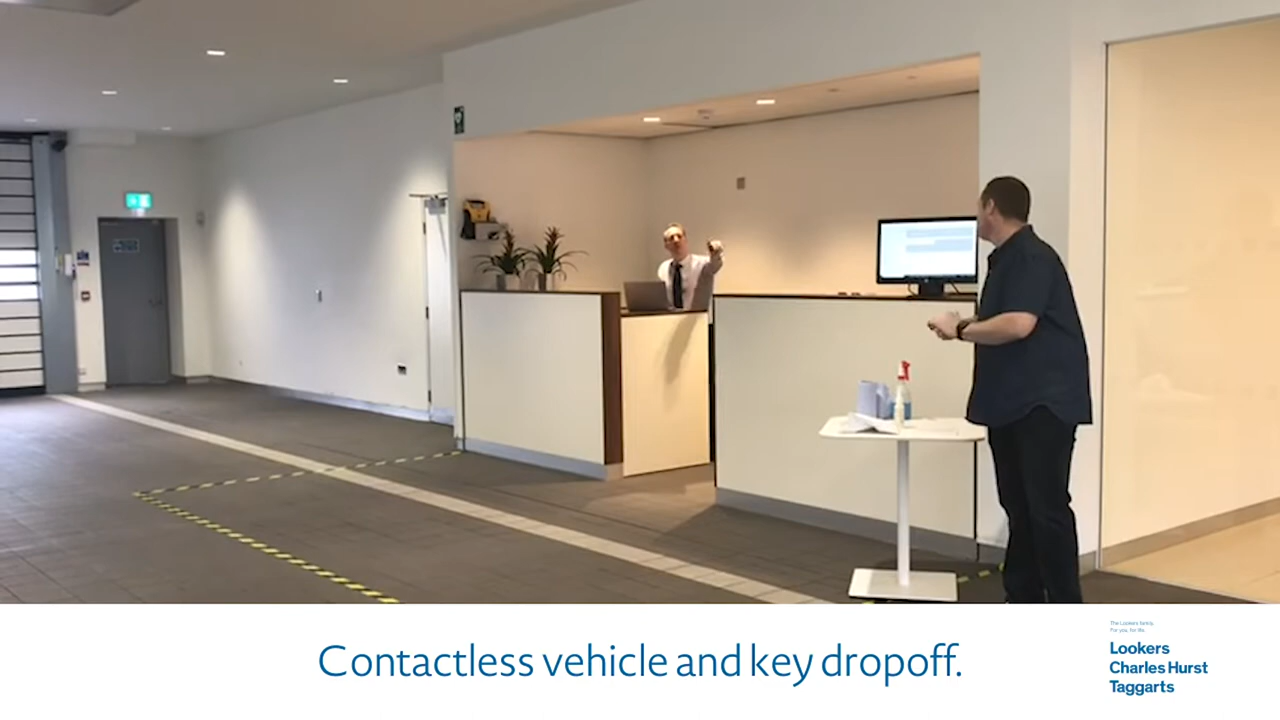 Contactless vehicle and key dropoff.
The Lookers family.
For you, for life.
Lookers
Charles Hurst
Taggarts